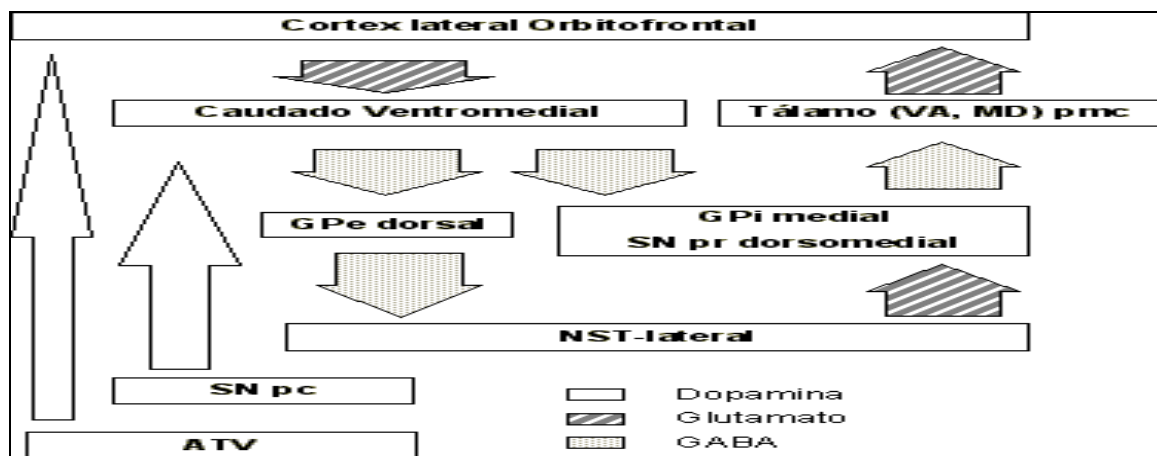 Cortex lateral Orbitofrontal
Caudado Ventromedial
Tálamo (VA, MD) pmc
GPe dorsal
GPi medial
SN pr dorsomedial
NST-lateral
SN pc
ATV
Dopamina
Glutamato
GABA